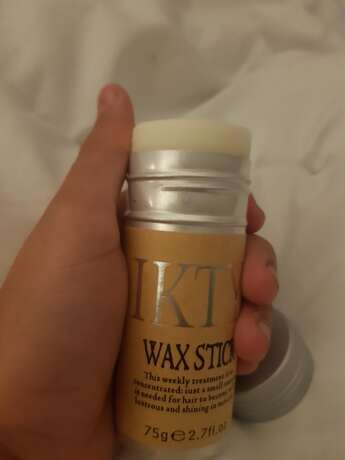 IKT
WAX STICK
This weekly treatment is
concentrated: just a small
is needed for hair to become
lustrous and shining in
75g℮2.7fl.oz